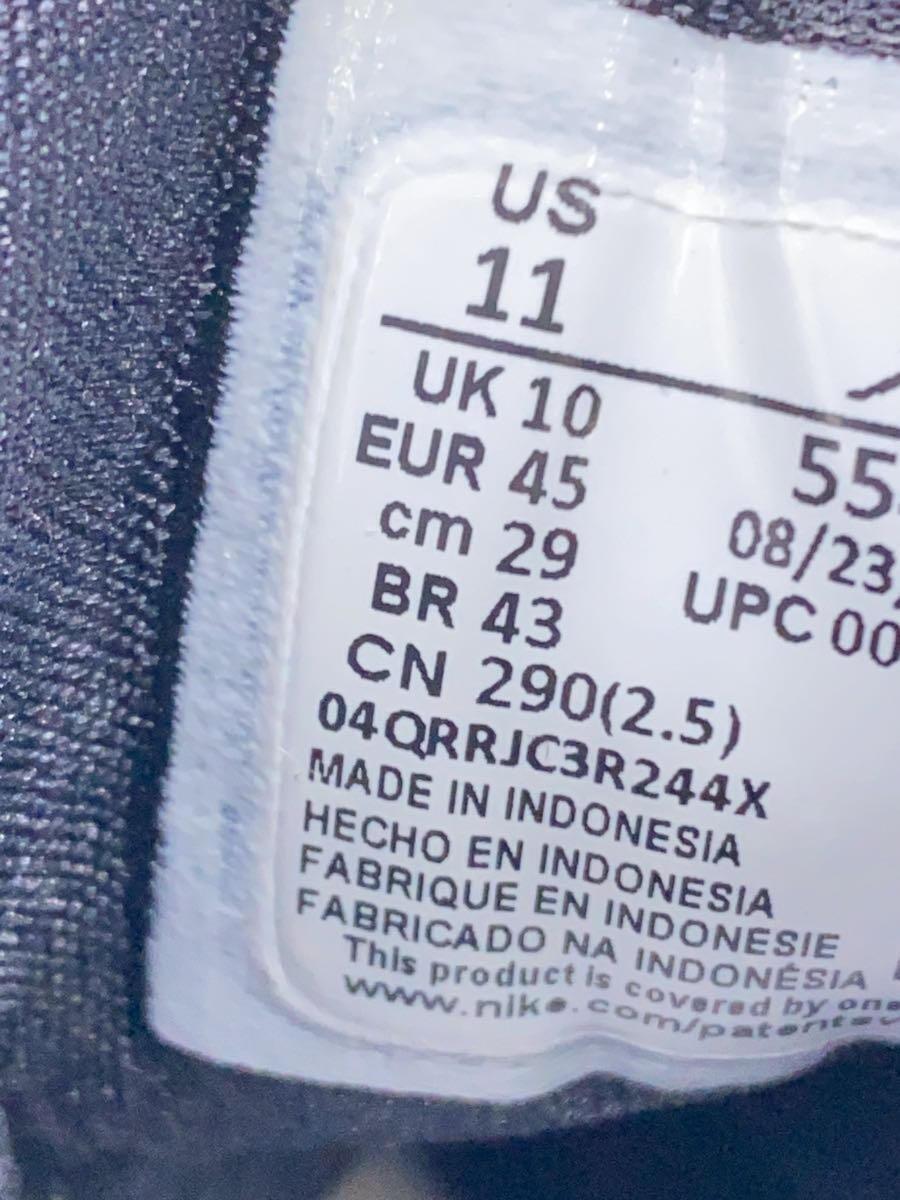 US
11
UK 10
EUR 45
cm 29
BR 43
CN 290(2.5)
55
08/23
UPC 00
04QRRJC3R244X
MADE IN INDONESIA
HECHO EN INDONESIA
FABRIQUE EN INDONESIE
FABRICADO NA INDONÉSIA
This product is covered by one
www.nike.com/patents